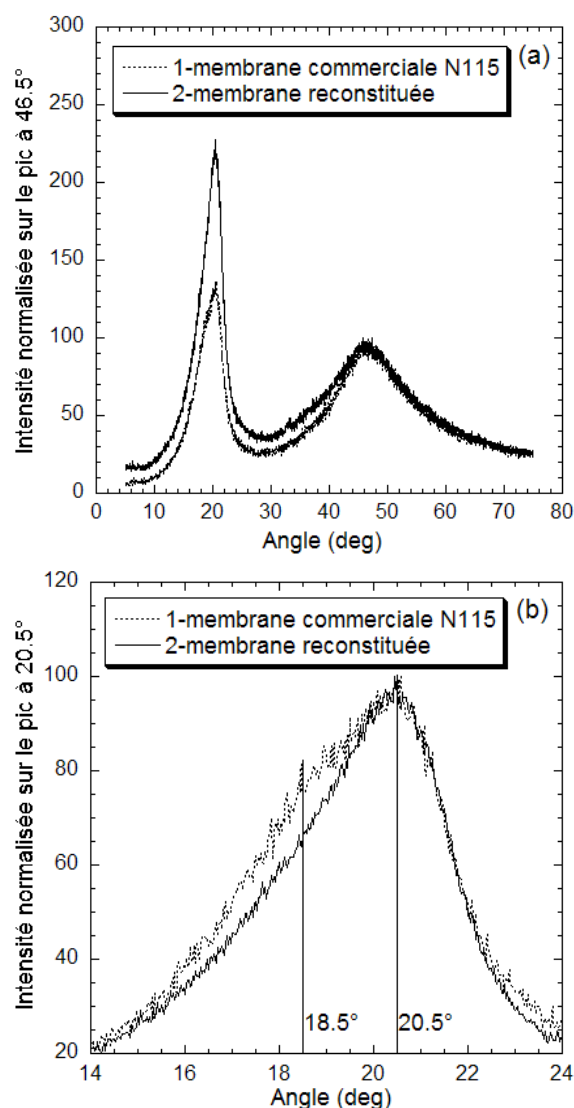 300
250
200
150
100
50
0
Intensité normalisée sur le pic à 46.5°
(a)
1-membrane commerciale N115
2-membrane reconstituée
0 10 20 30 40 50 60 70 80
Angle (deg)
120
100
80
60
40
20
Intensité normalisée sur le pic à 20.5°
(b)
1-membrane commerciale N115
2-membrane reconstituée
18.5° 20.5°
14 16 18 20 22 24
Angle (deg)